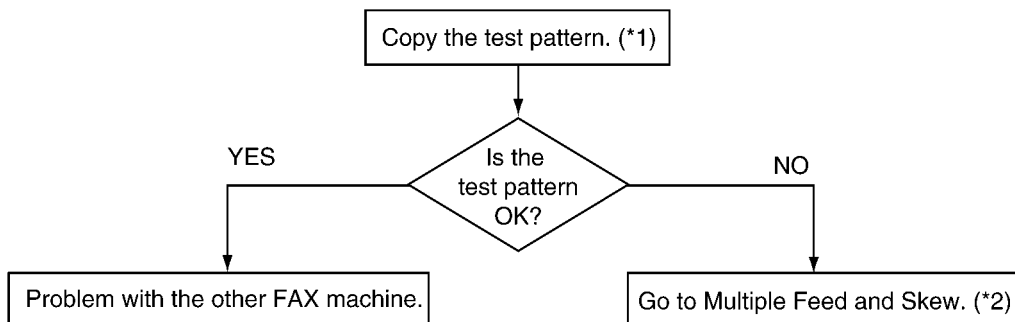 Copy the test pattern. (*1)
Is the
test pattern
OK?
YES
NO
Problem with the other FAX machine.
Go to Multiple Feed and Skew. (*2)